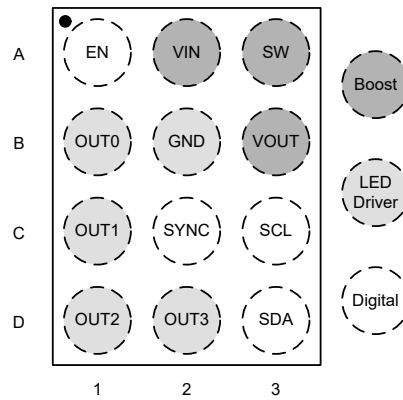 A EN VIN SW
Boost
B OUT0 GND VOUT
LED
Driver
C OUT1 SYNC SCL
Digital
D OUT2 OUT3 SDA
1 2 3